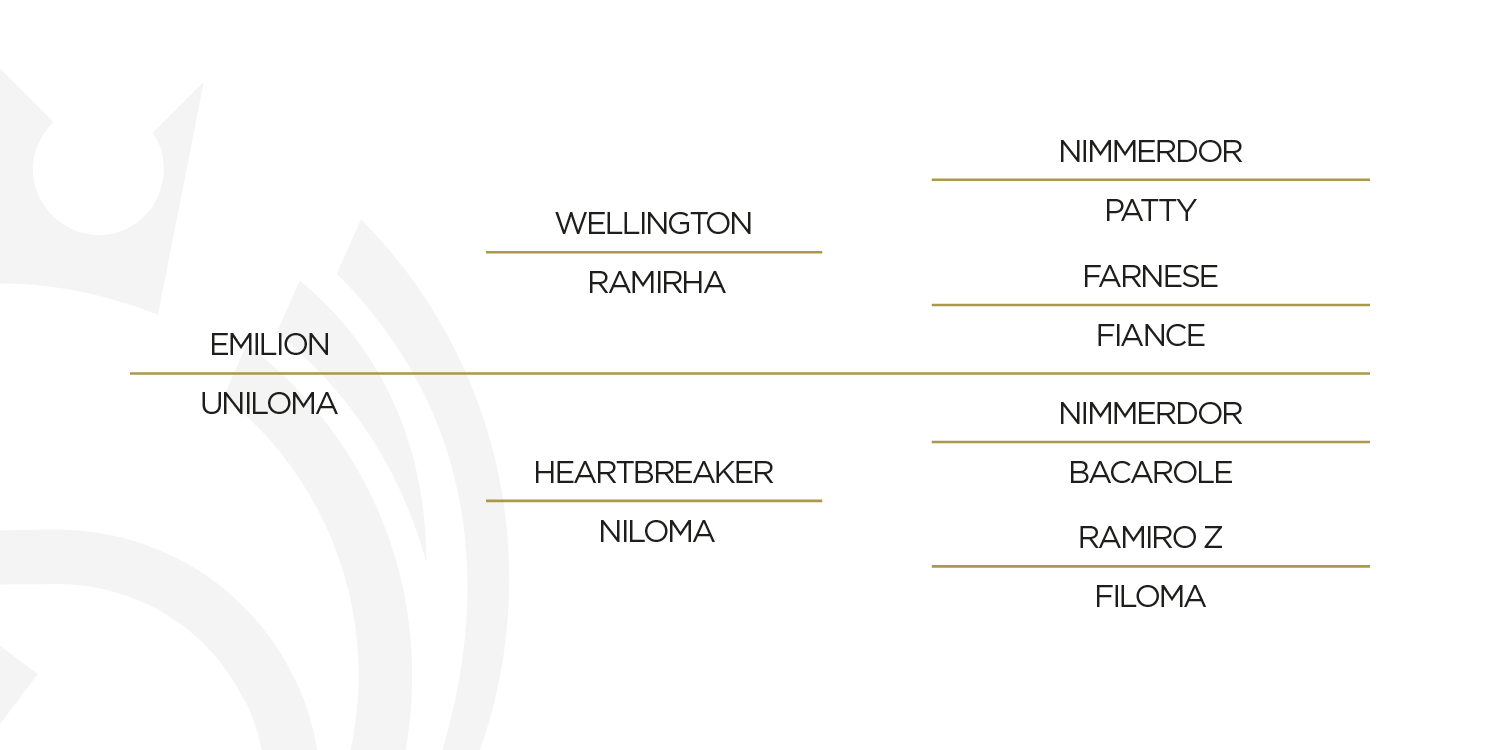 NIMMERDOR
PATTY
WELLINGTON
RAMIRHA
FARNESE
FIANCE
EMILION
UNILOMA
NIMMERDOR
BACAROLE
HEARTBREAKER
NILOMA
RAMIRO Z
FILOMA